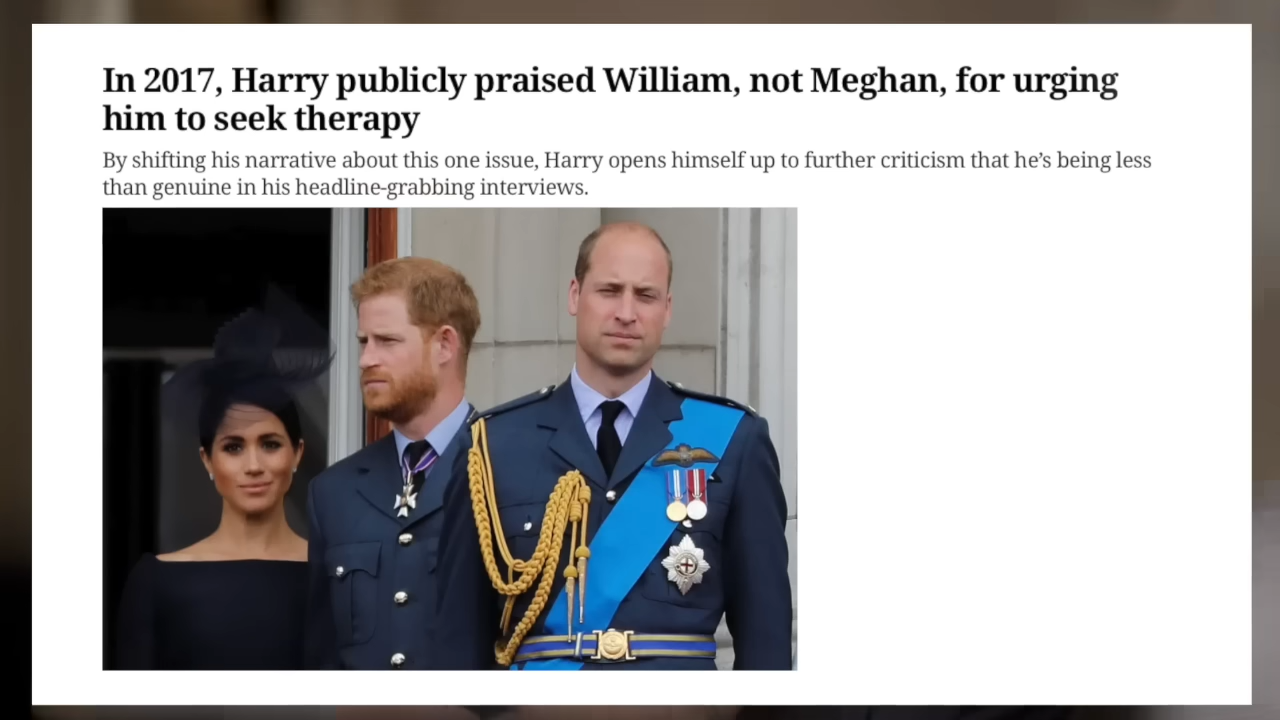 In 2017, Harry publicly praised William, not Meghan, for urging
him to seek therapy
By shifting his narrative about this one issue, Harry opens himself up to further criticism that he’s being less
than genuine in his headline-grabbing interviews.